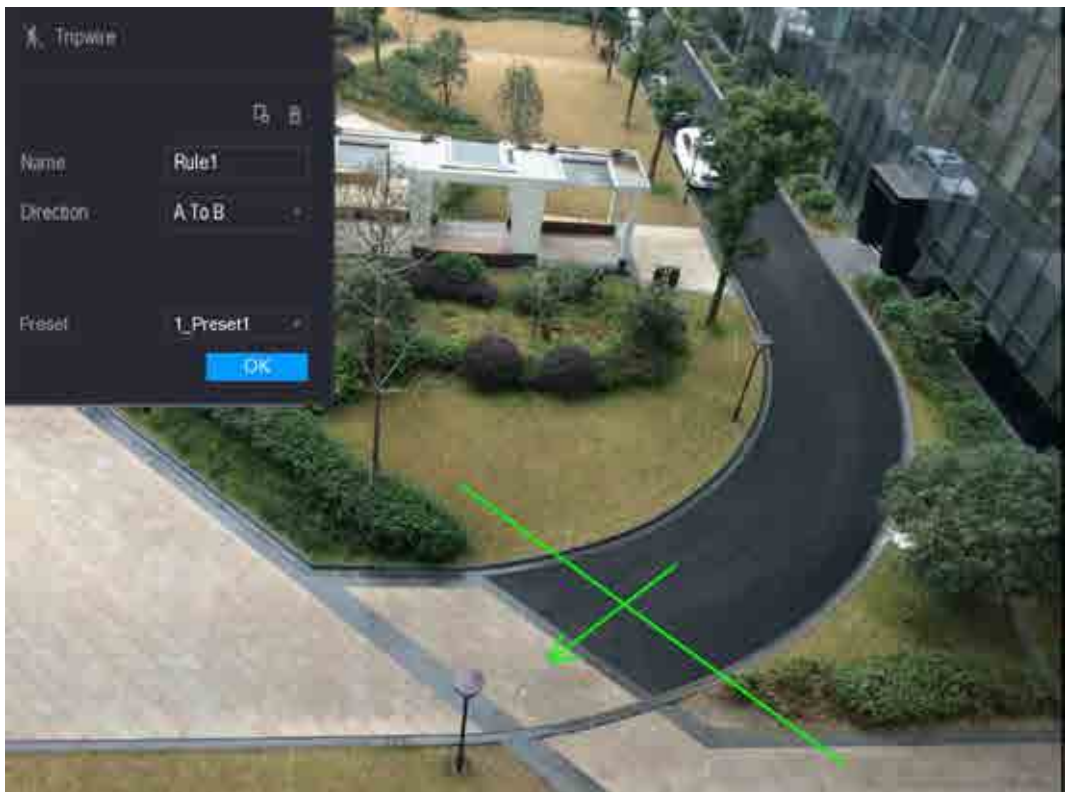 Tripwire
Name Rule1
Direction A To B
Preset 1_Preset1
OK